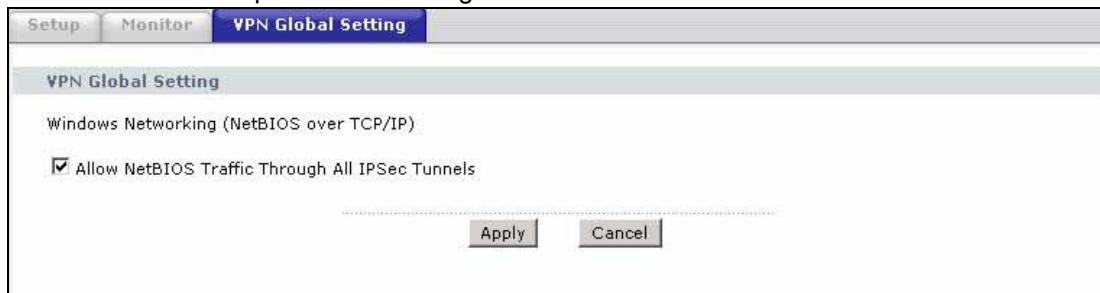 Setup Monitor VPN Global Setting
VPN Global Setting
Windows Networking (NetBIOS over TCP/IP)
Allow NetBIOS Traffic Through All IPSec Tunnels
Apply Cancel